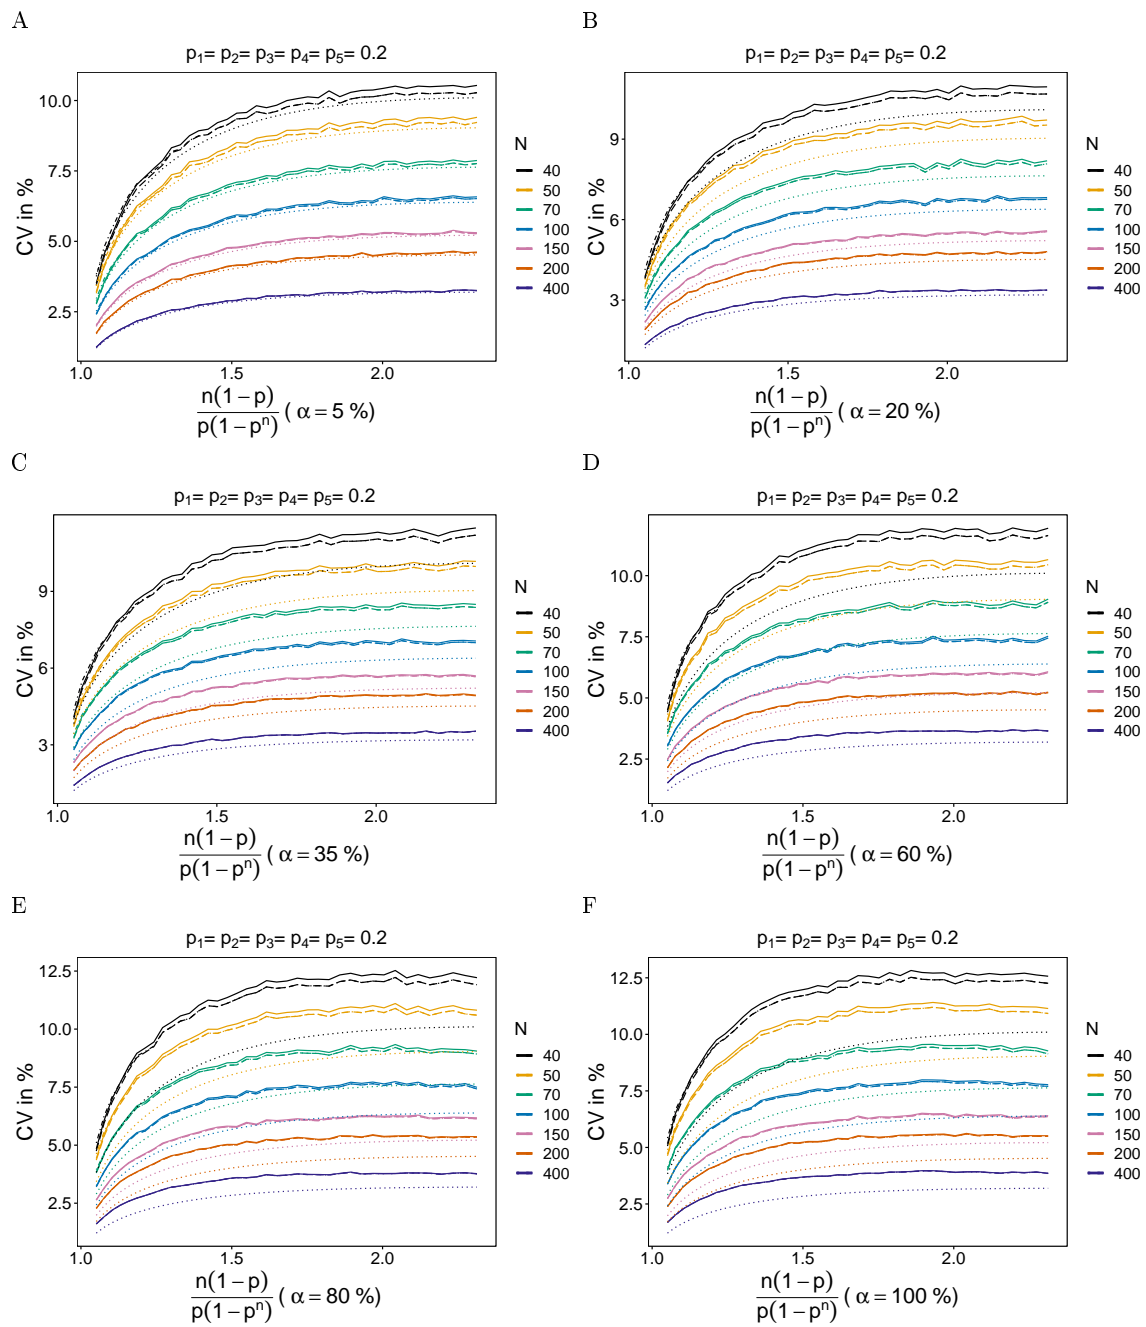 A
p1= p2= p3= p4= p5= 0.2
CV in %
10.0
7.5
5.0
2.5
1.0 1.5 2.0
n(1−p)
p(1−pⁿ) ( α = 5 %)
N
40
50
70
100
150
200
400
B
p1= p2= p3= p4= p5= 0.2
CV in %
9
6
3
1.0 1.5 2.0
n(1−p)
p(1−pⁿ) ( α = 20 %)
N
40
50
70
100
150
200
400
C
p1= p2= p3= p4= p5= 0.2
CV in %
9
6
3
1.0 1.5 2.0
n(1−p)
p(1−pⁿ) ( α = 35 %)
N
40
50
70
100
150
200
400
D
p1= p2= p3= p4= p5= 0.2
CV in %
10.0
7.5
5.0
2.5
1.0 1.5 2.0
n(1−p)
p(1−pⁿ) ( α = 60 %)
N
40
50
70
100
150
200
400
E
p1= p2= p3= p4= p5= 0.2
CV in %
12.5
10.0
7.5
5.0
2.5
1.0 1.5 2.0
n(1−p)
p(1−pⁿ) ( α = 80 %)
N
40
50
70
100
150
200
400
F
p1= p2= p3= p4= p5= 0.2
CV in %
12.5
10.0
7.5
5.0
2.5
1.0 1.5 2.0
n(1−p)
p(1−pⁿ) ( α = 100 %)
N
40
50
70
100
150
200
400